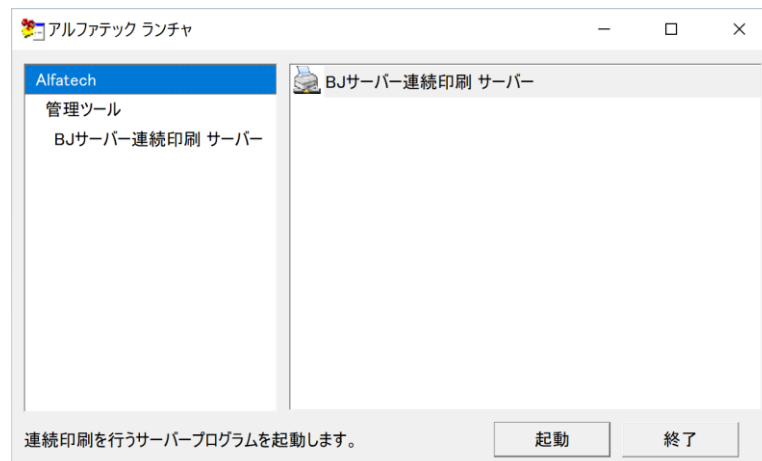 アルファテック ランチャ
Alfatech
管理ツール
BJサーバー連続印刷 サーバー
BJサーバー連続印刷 サーバー
連続印刷を行うサーバープログラムを起動します。
起動
終了